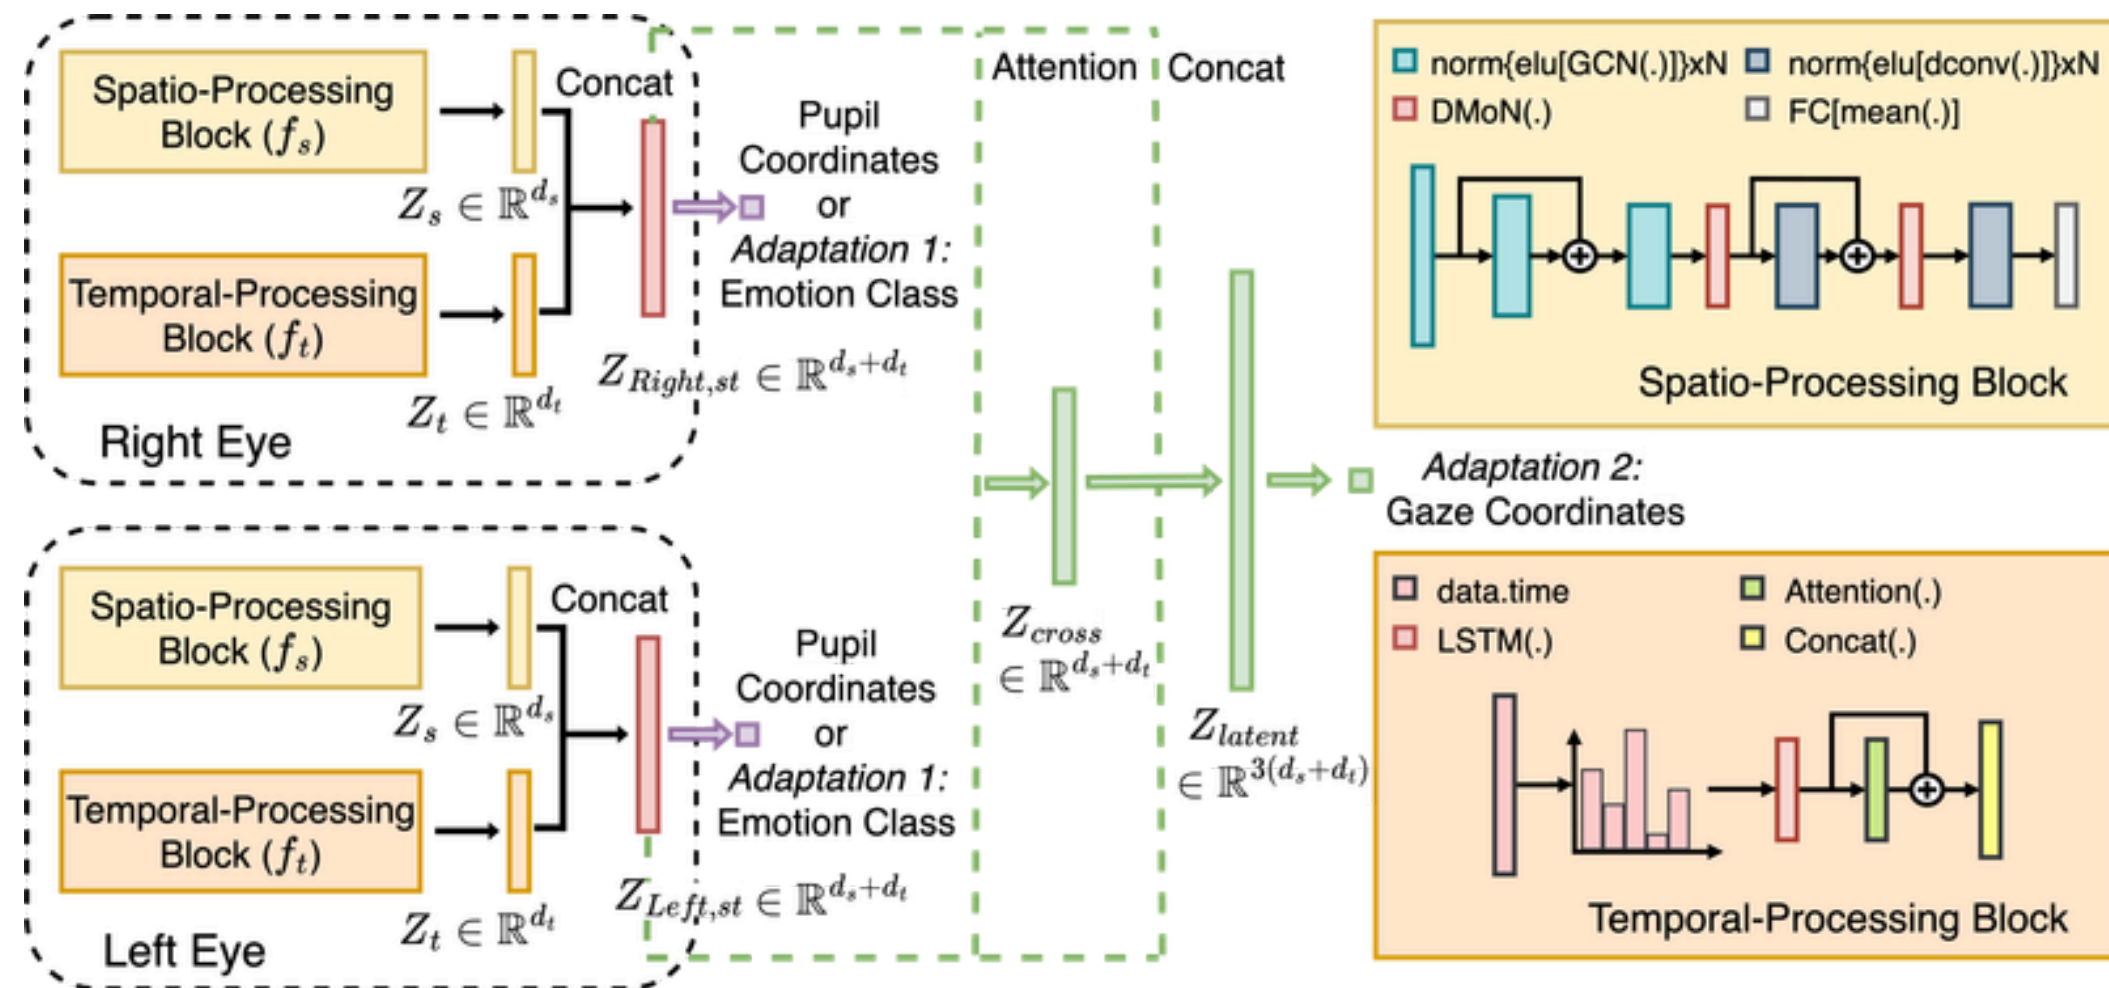 Spatio-Processing
Block (f_s)
Concat
Z_s ∈ ℝ^{d_s}
Temporal-Processing
Block (f_t)
Z_t ∈ ℝ^{d_t}
Z_{Right,st} ∈ ℝ^{d_s+d_t}
Right Eye
Pupil
Coordinates
or
Adaptation 1:
Emotion Class
Spatio-Processing
Block (f_s)
Concat
Z_s ∈ ℝ^{d_s}
Temporal-Processing
Block (f_t)
Z_t ∈ ℝ^{d_t}
Z_{Left,st} ∈ ℝ^{d_s+d_t}
Left Eye
Pupil
Coordinates
or
Adaptation 1:
Emotion Class
Attention
Concat
Z_{cross}
∈ ℝ^{d_s+d_t}
Z_{latent}
∈ ℝ^{3(d_s+d_t)}
norm{elu[GCN(.)]}xN
norm{elu[dconv(.)]}xN
DMoN(.)
FC[mean(.)]
Spatio-Processing Block
Adaptation 2:
Gaze Coordinates
data.time
Attention(.)
LSTM(.)
Concat(.)
Temporal-Processing Block